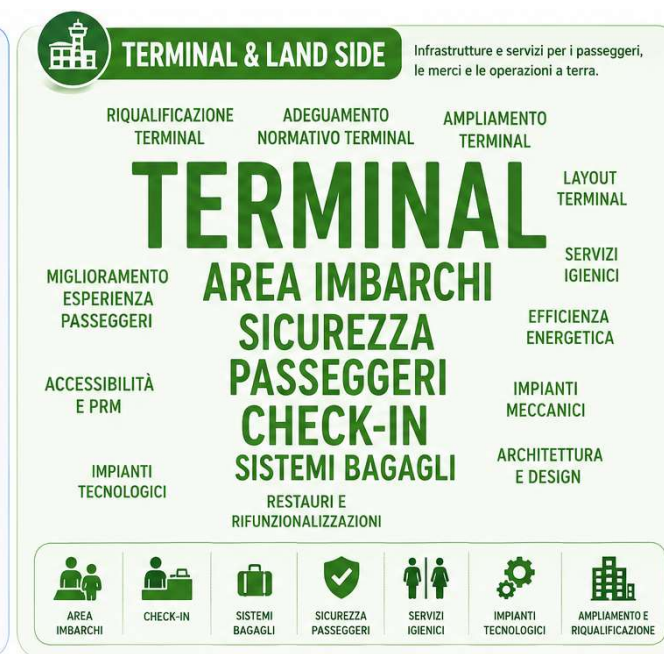 TERMINAL & LAND SIDE
Infrastrutture e servizi per i passeggeri,
le merci e le operazioni a terra.
RIQUALIFICAZIONE
TERMINAL
ADEGUAMENTO
NORMATIVO TERMINAL
AMPLIAMENTO
TERMINAL
TERMINAL
LAYOUT
TERMINAL
AREA IMBARCHI
SERVIZI
IGIENICI
MIGLIORAMENTO
ESPERIENZA
PASSEGGERI
SICUREZZA
PASSEGGERI
EFFICIENZA
ENERGETICA
ACCESSIBILITÀ
E PRM
CHECK-IN
IMPIANTI
MECCANICI
SISTEMI BAGAGLI
ARCHITETTURA
E DESIGN
IMPIANTI
TECNOLOGICI
RESTAURI E
RIFUNZIONALIZZAZIONI
AREA
IMBARCHI
CHECK-IN
SISTEMI
BAGAGLI
SICUREZZA
PASSEGGERI
SERVIZI
IGIENICI
IMPIANTI
TECNOLOGICI
AMPLIAMENTO E
RIQUALIFICAZIONE